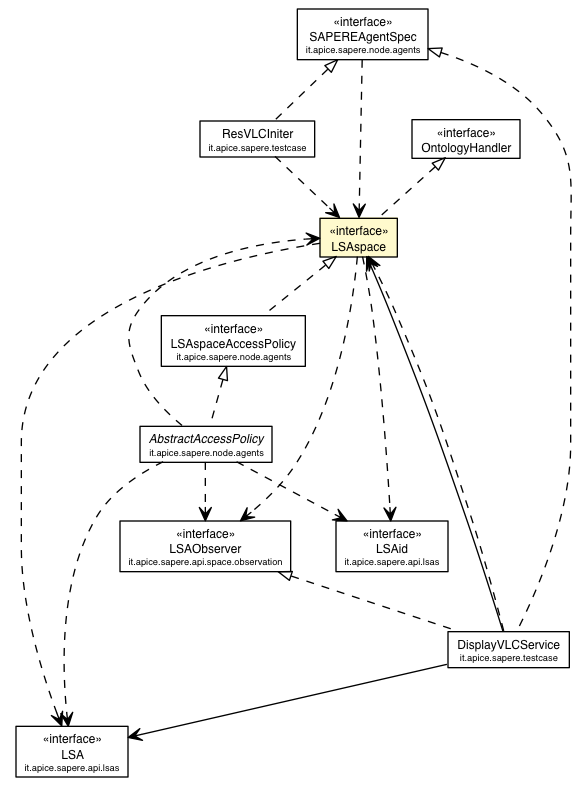 «interface»
SAPEREAgentSpec
it.apice.sapere.node.agents
ResVLCIniter
it.apice.sapere.testcase
«interface»
OntologyHandler
«interface»
LSAspace
«interface»
LSAspaceAccessPolicy
it.apice.sapere.node.agents
AbstractAccessPolicy
it.apice.sapere.node.agents
«interface»
LSAObserver
it.apice.sapere.api.space.observation
«interface»
LSAid
it.apice.sapere.api.lsas
DisplayVLCService
it.apice.sapere.testcase
«interface»
LSA
it.apice.sapere.api.lsas